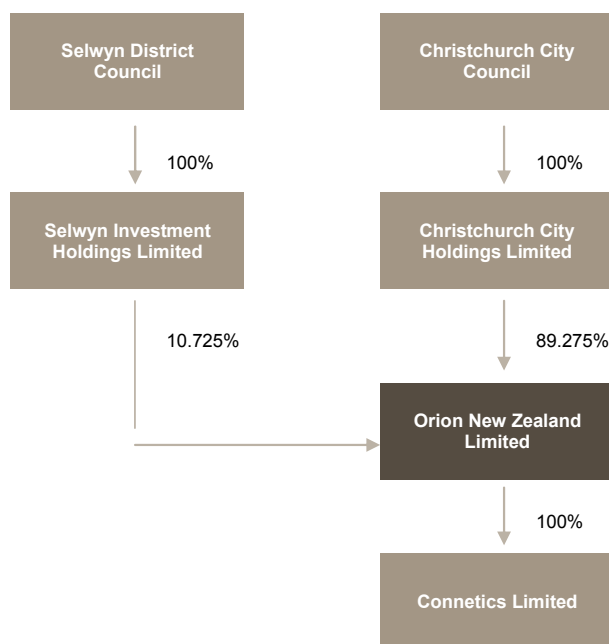 Selwyn District
Council
Christchurch City
Council
100%
100%
Selwyn Investment
Holdings Limited
Christchurch City
Holdings Limited
10.725%
89.275%
Orion New Zealand
Limited
100%
Connetics Limited